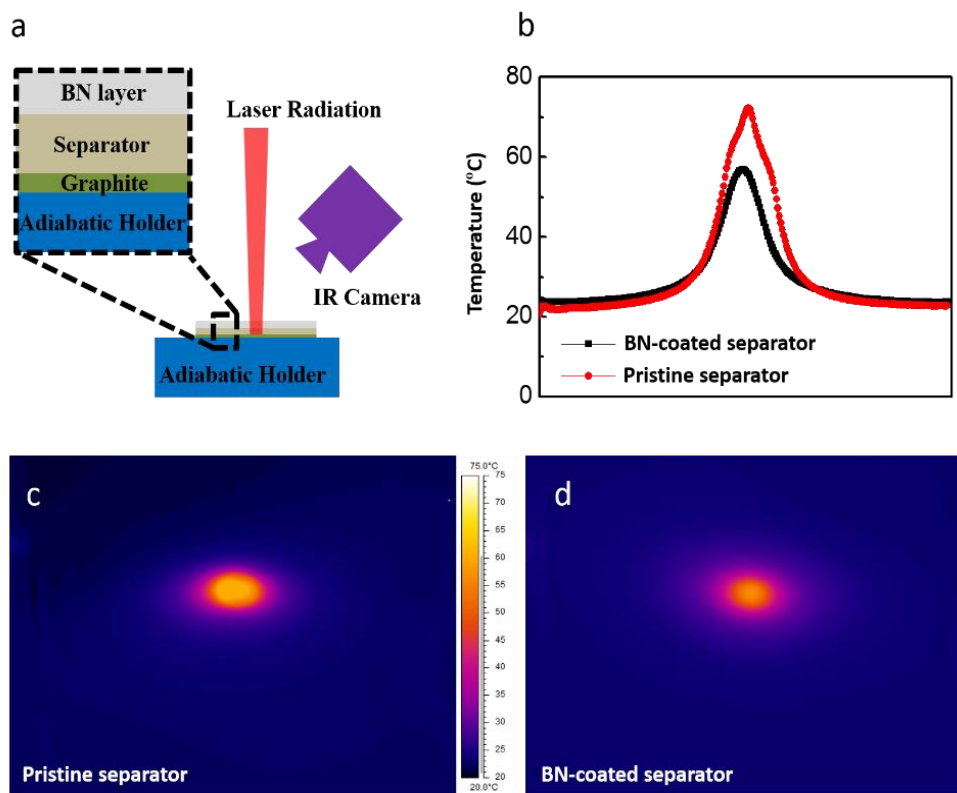 a
BN layer
Separator
Graphite
Adiabatic Holder
Laser Radiation
IR Camera
Adiabatic Holder
b
80
60
40
20
0
Temperature (°C)
BN-coated separator
Pristine separator
c
Pristine separator
75.0°C
75
70
65
60
55
50
45
40
35
30
25
20
20.0°C
d
BN-coated separator